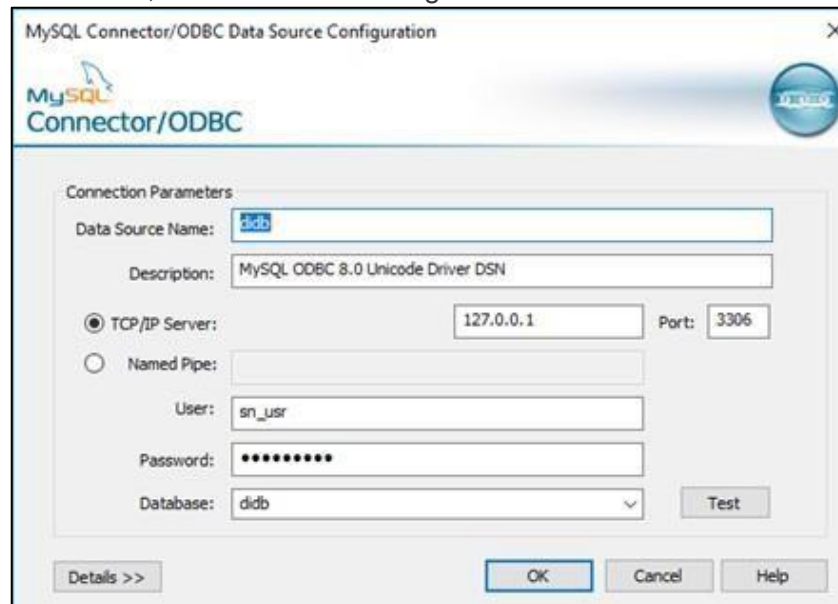 MySQL Connector/ODBC Data Source Configuration
MySQL
Connector/ODBC
Connection Parameters
Data Source Name: didb
Description: MySQL ODBC 8.0 Unicode Driver DSN
TCP/IP Server: 127.0.0.1 Port: 3306
Named Pipe:
User: sn_usr
Password: •••••••••
Database: didb Test
Details >> OK Cancel Help